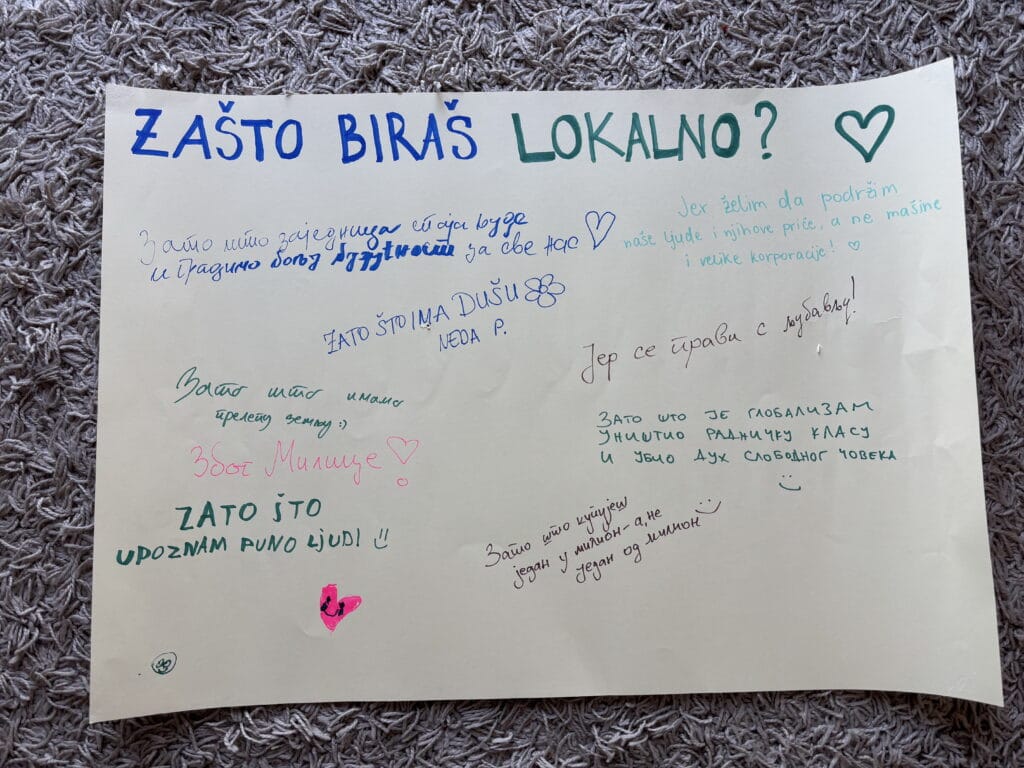 ZAŠTO BIRAŠ LOKALNO?
Зато што заједница спаја људе
и градимо бољу будућност за све нас
Jer želim da podržim
naše ljude i njihove priče, a ne mašine
i velike korporacije!
ZATO ŠTO IMA DUŠU
NEDA P.
Јер се прави с љубављу!
Зато што имамо
прелепу земљу :)
Због Милице
ЗАТО ШТО ЈЕ ГЛОБАЛИЗАМ
УНИШТИО РАДНИЧКУ КЛАСУ
И УБИО ДУХ СЛОБОДНОГ ЧОВЕКА
ZATO ŠTO
UPOZNAM PUNO LJUDI
Зато што купујеш
један у милион-а, не
један од милион